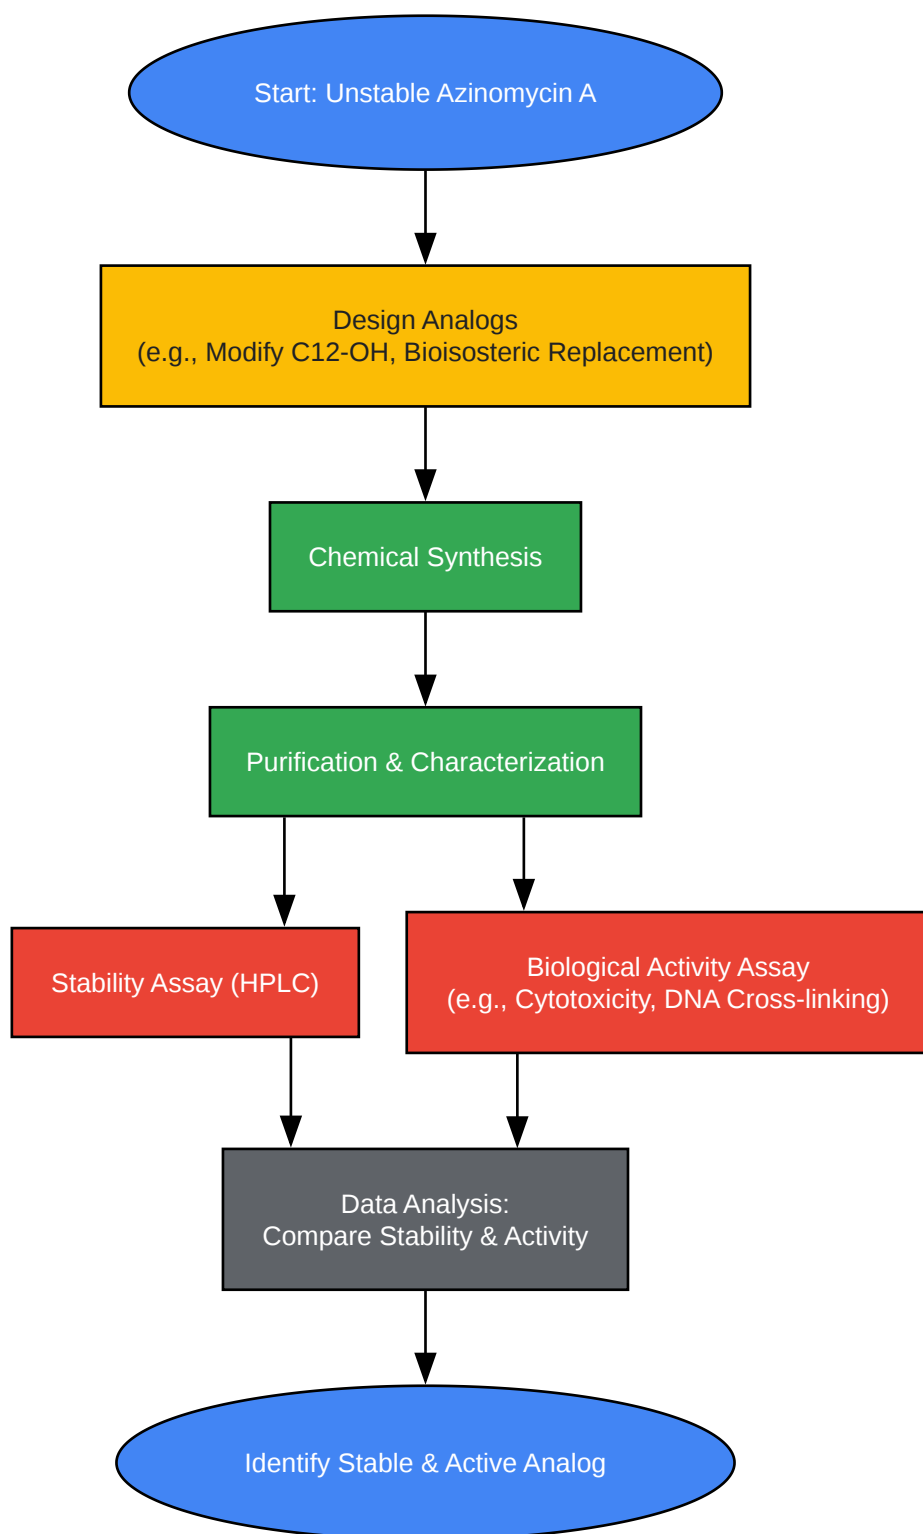 Start: Unstable Azinomycin A
Design Analogs
(e.g., Modify C12-OH, Bioisosteric Replacement)
Chemical Synthesis
Purification & Characterization
Stability Assay (HPLC)
Biological Activity Assay
(e.g., Cytotoxicity, DNA Cross-linking)
Data Analysis:
Compare Stability & Activity
Identify Stable & Active Analog